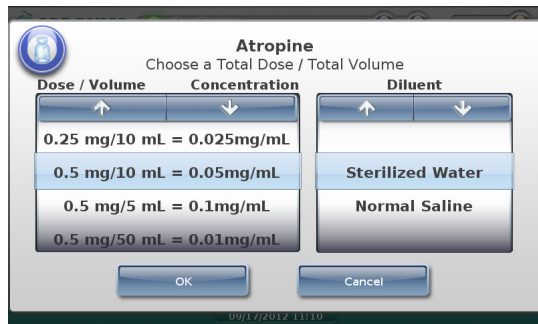 Atropine
Choose a Total Dose / Total Volume
Dose / Volume Concentration Diluent
0.25 mg/10 mL = 0.025mg/mL
0.5 mg/10 mL = 0.05mg/mL Sterilized Water
0.5 mg/5 mL = 0.1mg/mL Normal Saline
0.5 mg/50 mL = 0.01mg/mL
OK Cancel
09/17/2012 11:10